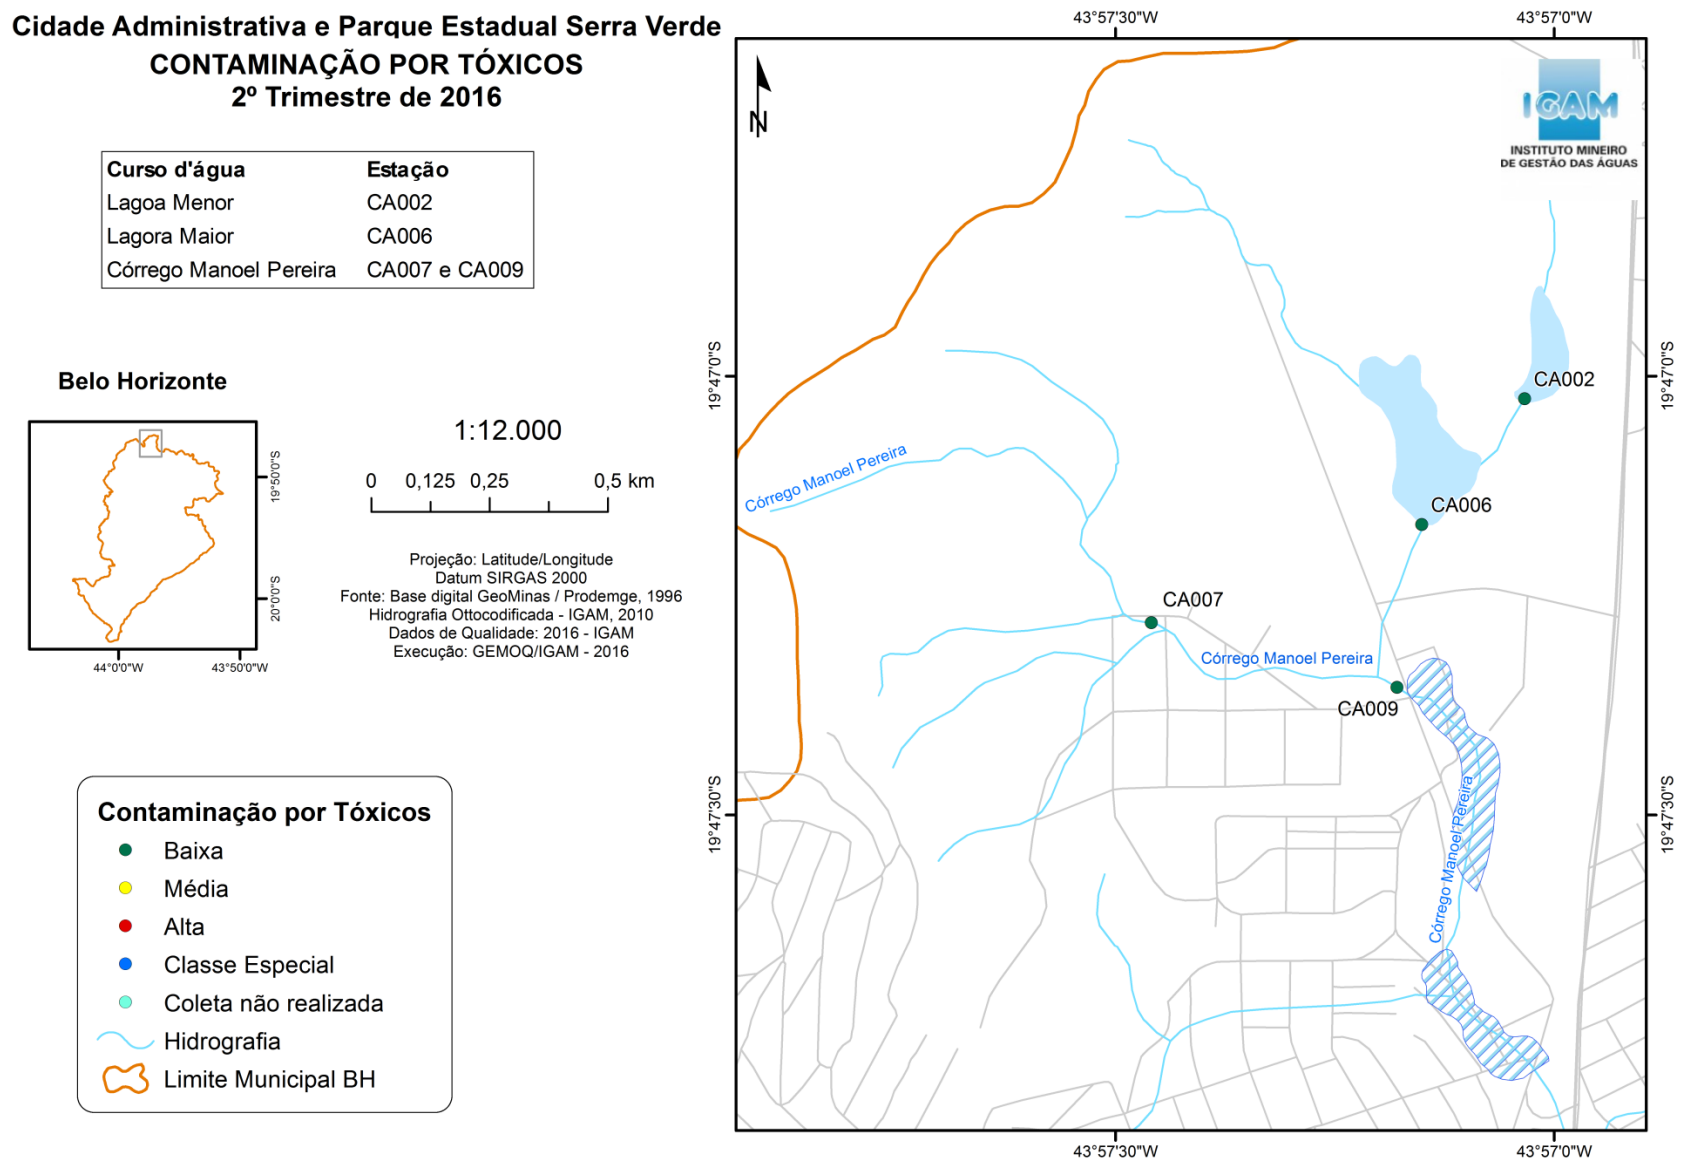 Cidade Administrativa e Parque Estadual Serra Verde
CONTAMINAÇÃO POR TÓXICOS
2º Trimestre de 2016
Curso d'água Estação
Lagoa Menor CA002
Lagora Maior CA006
Córrego Manoel Pereira CA007 e CA009
Belo Horizonte
19°50'0"S
20°0'0"S
44°0'0"W 43°50'0"W
1:12.000
0 0,125 0,25 0,5 km
Projeção: Latitude/Longitude
Datum SIRGAS 2000
Fonte: Base digital GeoMinas / Prodemge, 1996
Hidrografia Ottocodificada - IGAM, 2010
Dados de Qualidade: 2016 - IGAM
Execução: GEMOQ/IGAM - 2016
Contaminação por Tóxicos
Baixa
Média
Alta
Classe Especial
Coleta não realizada
Hidrografia
Limite Municipal BH
43°57'30"W 43°57'0"W
N
IGAM
INSTITUTO MINEIRO
DE GESTÃO DAS ÁGUAS
19°47'0"S
19°47'0"S
CA002
Córrego Manoel Pereira
CA006
CA007
Córrego Manoel Pereira
CA009
19°47'30"S
19°47'30"S
Córrego Manoel Pereira
43°57'30"W 43°57'0"W